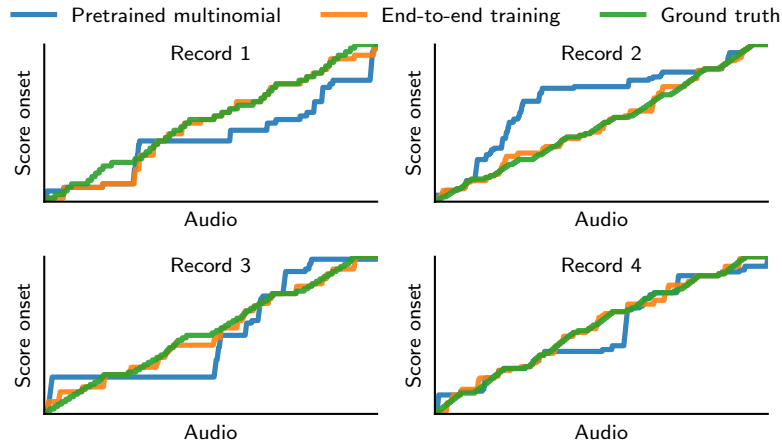 Pretrained multinomial End-to-end training Ground truth
Record 1
Score onset
Audio
Record 2
Score onset
Audio
Record 3
Score onset
Audio
Record 4
Score onset
Audio